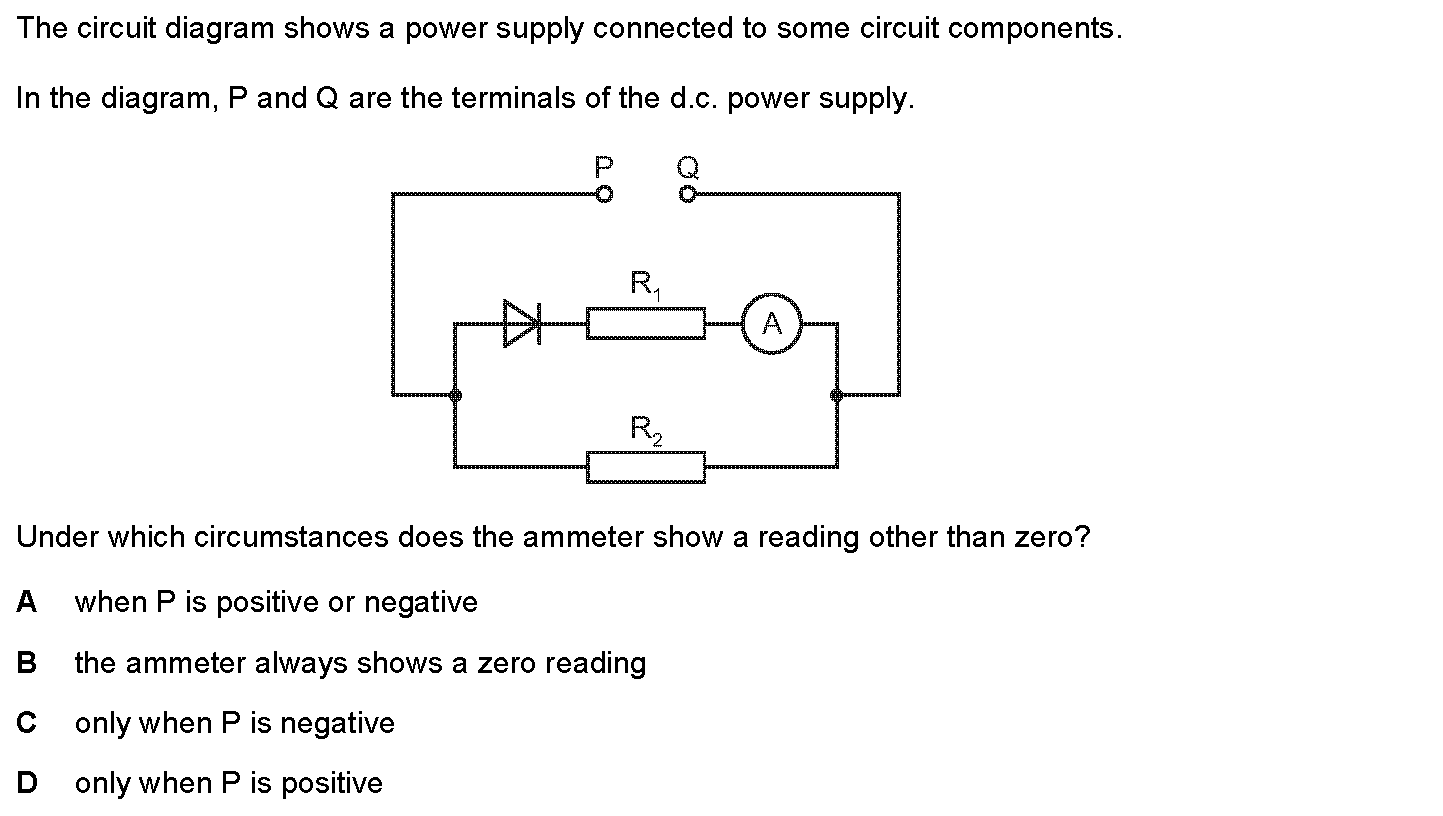 The circuit diagram shows a power supply connected to some circuit components.
In the diagram, P and Q are the terminals of the d.c. power supply.
P Q
R₁
A
R₂
Under which circumstances does the ammeter show a reading other than zero?
A when P is positive or negative
B the ammeter always shows a zero reading
C only when P is negative
D only when P is positive